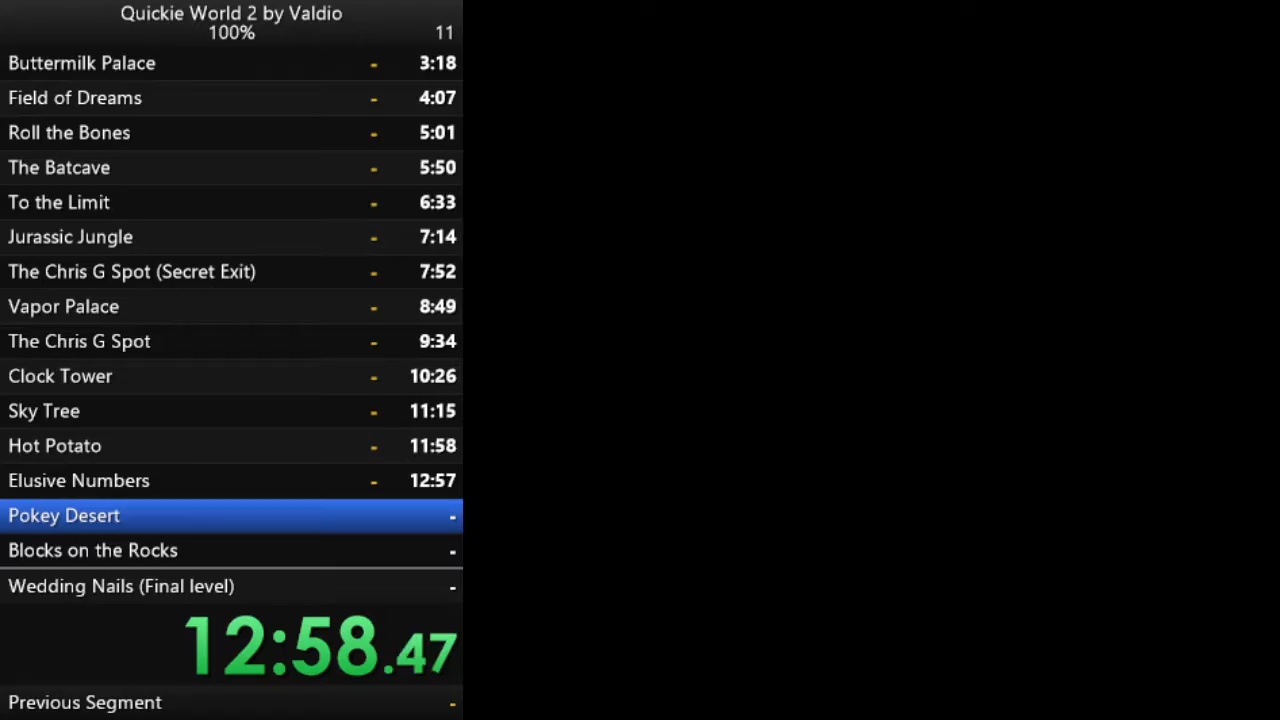 Quickie World 2 by Valdio
100% 11
Buttermilk Palace - 3:18
Field of Dreams - 4:07
Roll the Bones - 5:01
The Batcave - 5:50
To the Limit - 6:33
Jurassic Jungle - 7:14
The Chris G Spot (Secret Exit) - 7:52
Vapor Palace - 8:49
The Chris G Spot - 9:34
Clock Tower - 10:26
Sky Tree - 11:15
Hot Potato - 11:58
Elusive Numbers - 12:57
Pokey Desert -
Blocks on the Rocks -
Wedding Nails (Final level) -
12:58.47
Previous Segment -